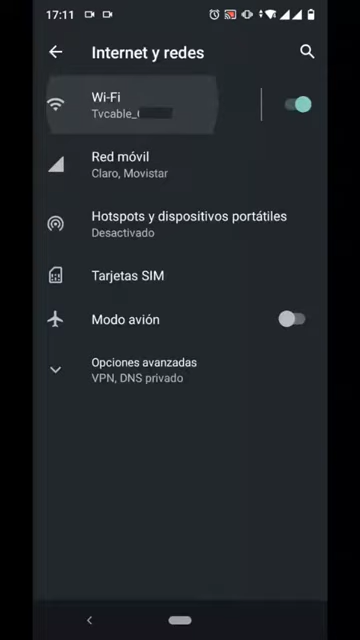 17:11
Internet y redes
Wi-Fi
Tvcable_
Red móvil
Claro, Movistar
Hotspots y dispositivos portátiles
Desactivado
Tarjetas SIM
Modo avión
Opciones avanzadas
VPN, DNS privado